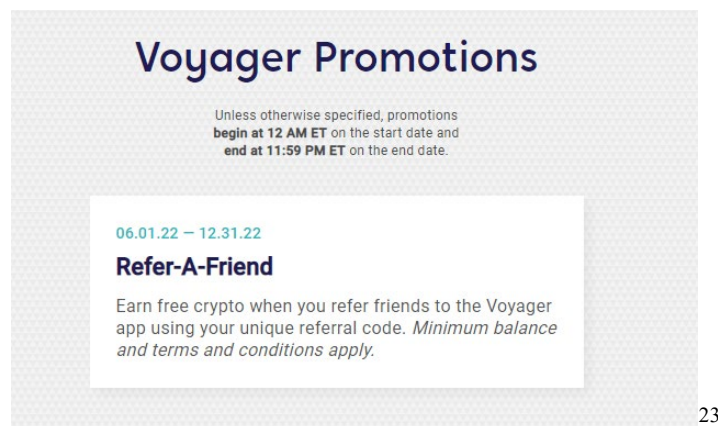 Voyager Promotions
Unless otherwise specified, promotions
begin at 12 AM ET on the start date and
end at 11:59 PM ET on the end date.
06.01.22 — 12.31.22
Refer-A-Friend
Earn free crypto when you refer friends to the Voyager
app using your unique referral code. Minimum balance
and terms and conditions apply.
23